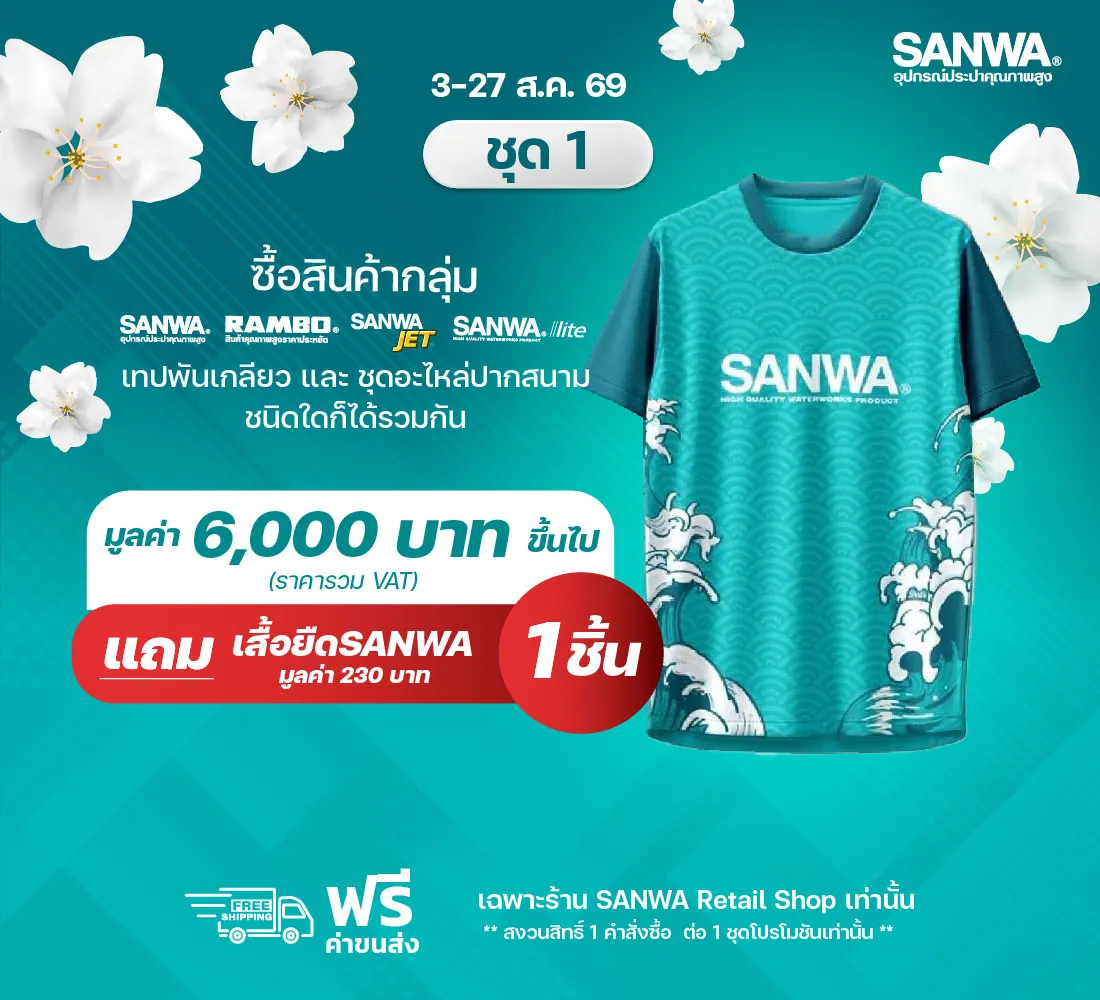 SANWA®
อุปกรณ์ประปาคุณภาพสูง
3-27 ส.ค. 69
ชุด 1
ซื้อสินค้ากลุ่ม
SANWA® RAMBO® SANWA JET SANWA® lite
อุปกรณ์ประปาคุณภาพสูง สินค้าคุณภาพสูงราคาประหยัด HIGH QUALITY WATERWORKS PRODUCT
เทปพันเกลียว และ ชุดอะไหล่ปากสนาม
ชนิดใดก็ได้รวมกัน
SANWA®
HIGH QUALITY WATERWORKS PRODUCT
มูลค่า 6,000 บาท ขึ้นไป
(ราคารวม VAT)
แถม เสื้อยืดSANWA 1 ชิ้น
มูลค่า 230 บาท
FREE SHIPPING
ฟรี
ค่าขนส่ง
เฉพาะร้าน SANWA Retail Shop เท่านั้น
** สงวนสิทธิ์ 1 คำสั่งซื้อ ต่อ 1 ชุดโปรโมชันเท่านั้น **